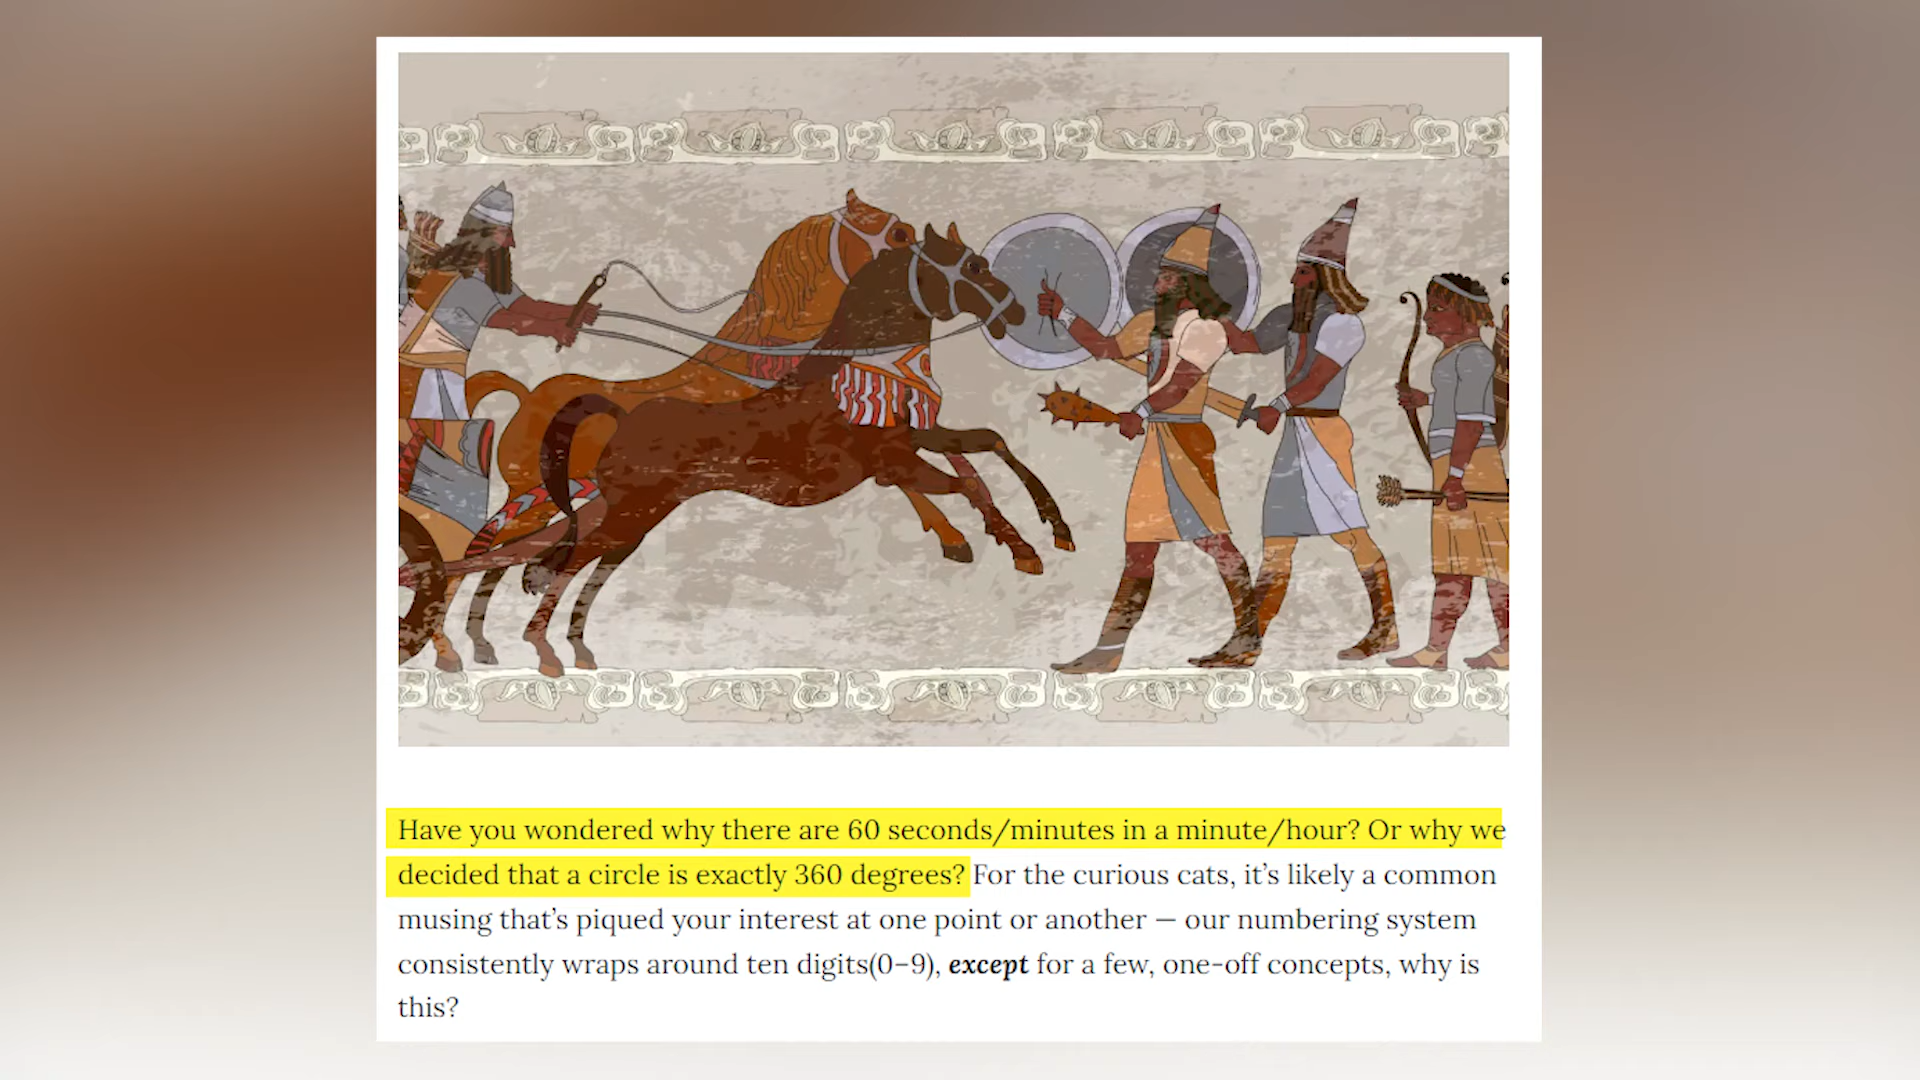 Have you wondered why there are 60 seconds/minutes in a minute/hour? Or why we
decided that a circle is exactly 360 degrees? For the curious cats, it’s likely a common
musing that’s piqued your interest at one point or another — our numbering system
consistently wraps around ten digits(0–9), except for a few, one-off concepts, why is
this?